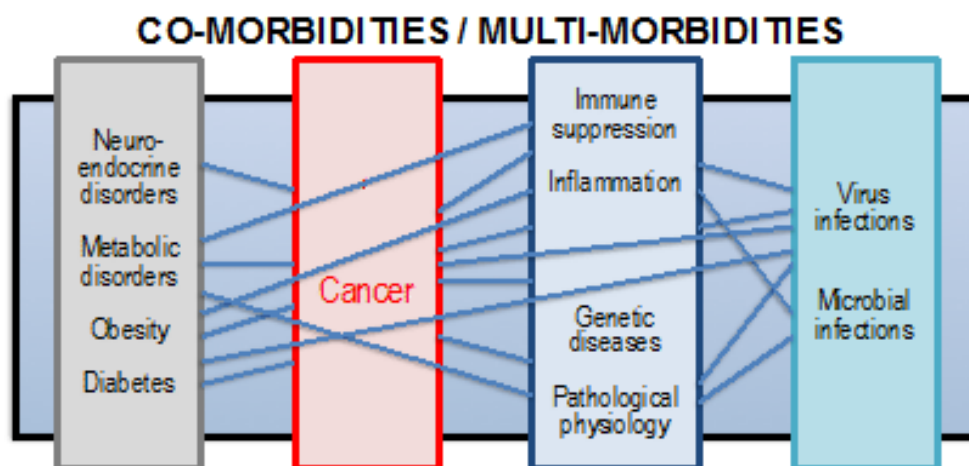 CO-MORBIDITIES / MULTI-MORBIDITIES
Neuro-
endocrine
disorders
Metabolic
disorders
Obesity
Diabetes
Cancer
Immune
suppression
Inflammation
Genetic
diseases
Pathological
physiology
Virus
infections
Microbial
infections